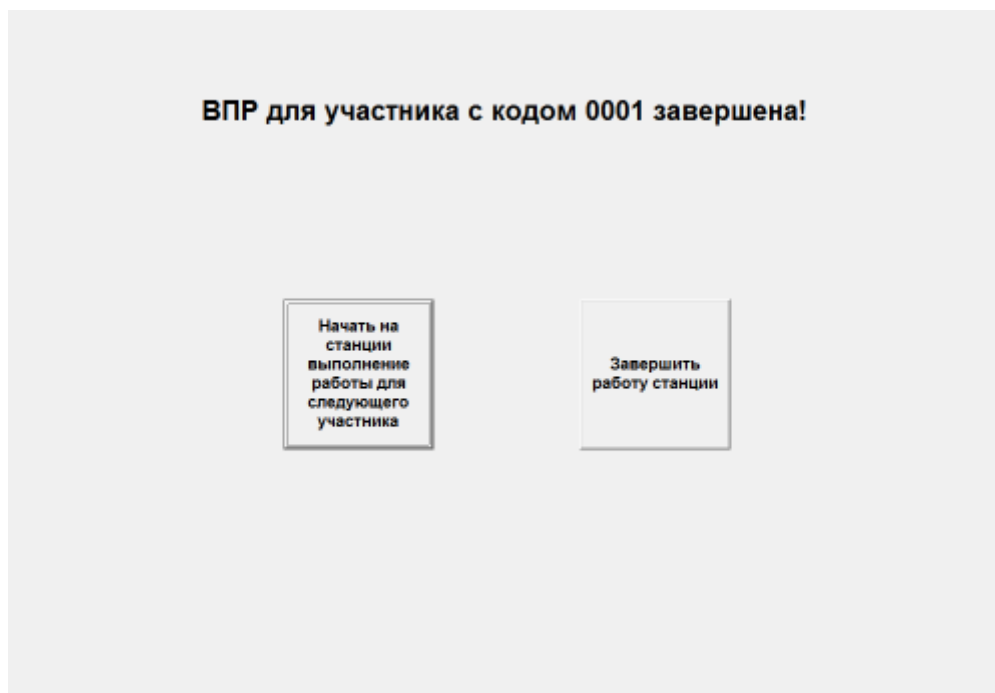 ВПР для участника с кодом 0001 завершена!
Начать на
станции
выполнение
работы для
следующего
участника
Завершить
работу станции